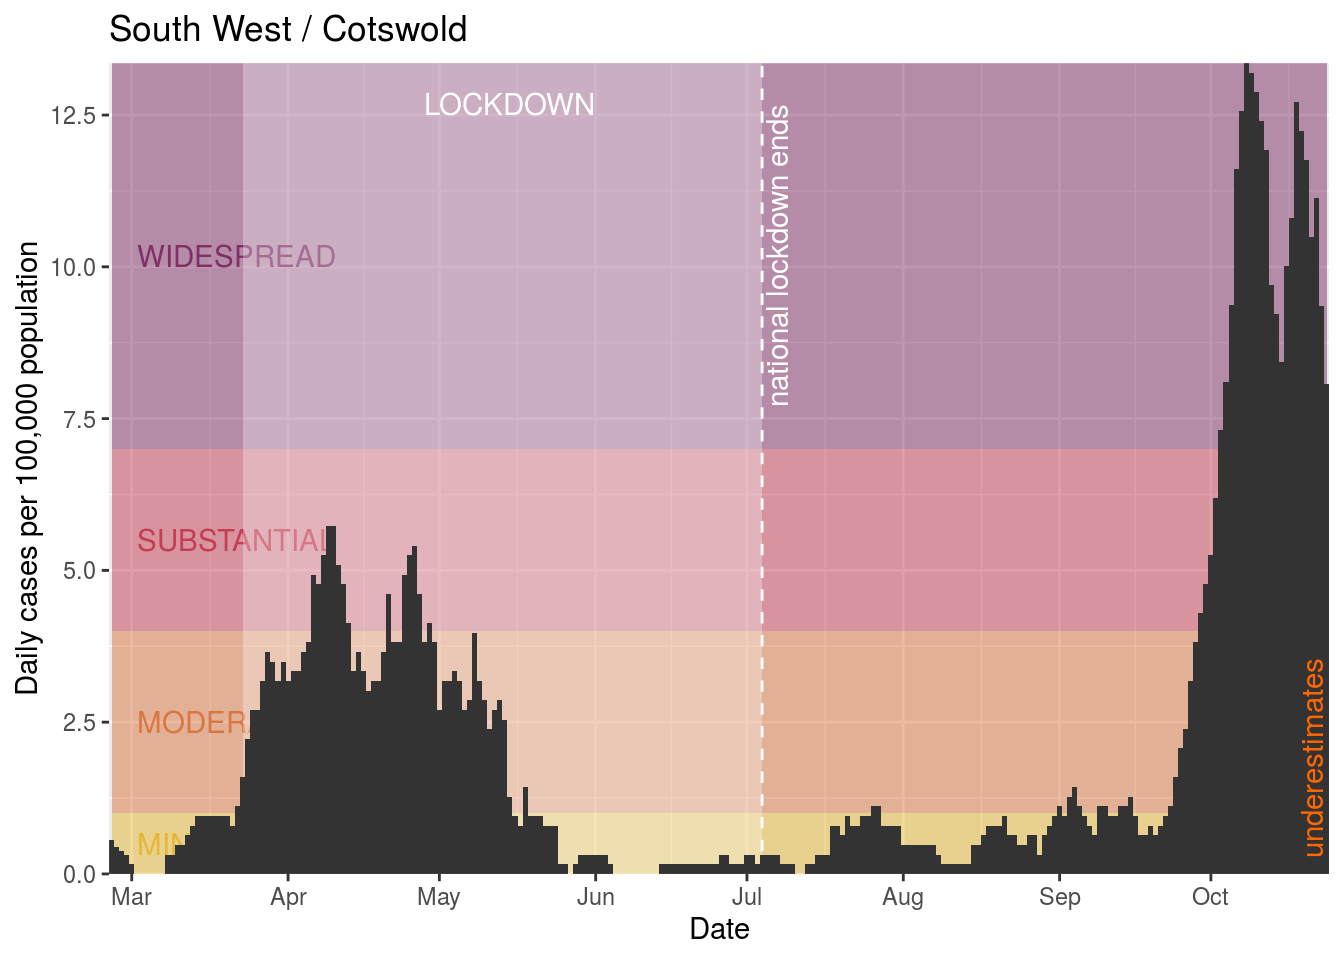 South West / Cotswold
LOCKDOWN
national lockdown ends
WIDESPREAD
SUBSTANTIAL
MODER
MIN
underestimates
Daily cases per 100,000 population
12.5
10.0
7.5
5.0
2.5
0.0
Mar Apr May Jun Jul Aug Sep Oct
Date